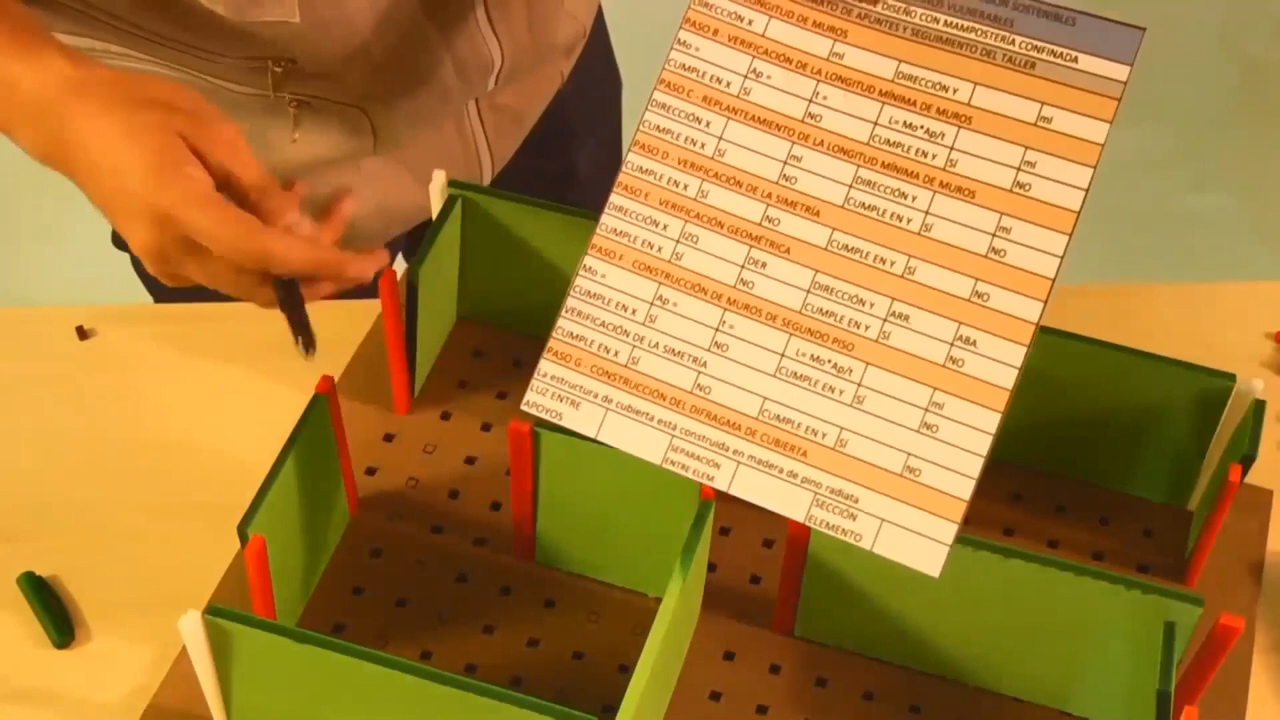 SOSTENIBLES
VULNERABLES
DISEÑO CON MAMPOSTERÍA CONFINADA
DE APUNTES Y SEGUIMIENTO DEL TALLER
LONGITUD DE MUROS
DIRECCIÓN X ml DIRECCIÓN Y ml
PASO B - VERIFICACIÓN DE LA LONGITUD MÍNIMA DE MUROS
Mo = Ap = t = L= Mo*Ap/t ml
CUMPLE EN X SÍ NO CUMPLE EN Y SÍ NO
PASO C - REPLANTEAMIENTO DE LA LONGITUD MÍNIMA DE MUROS
DIRECCIÓN X ml DIRECCIÓN Y ml
CUMPLE EN X SÍ NO CUMPLE EN Y SÍ NO
PASO D - VERIFICACIÓN DE LA SIMETRÍA
CUMPLE EN X SÍ NO CUMPLE EN Y SÍ NO
PASO E - VERIFICACIÓN GEOMÉTRICA
DIRECCIÓN X IZQ DER DIRECCIÓN Y ARR. ABA.
CUMPLE EN X SÍ NO CUMPLE EN Y SÍ NO
PASO F - CONSTRUCCIÓN DE MUROS DE SEGUNDO PISO
Mo = Ap = t = L= Mo*Ap/t ml
CUMPLE EN X SÍ NO CUMPLE EN Y SÍ NO
VERIFICACIÓN DE LA SIMETRÍA
CUMPLE EN X SÍ NO CUMPLE EN Y SÍ NO
PASO G - CONSTRUCCIÓN DEL DIFRAGMA DE CUBIERTA
La estructura de cubierta está construida en madera de pino radiata
LUZ ENTRE APOYOS SEPARACIÓN ENTRE ELEM. SECCIÓN ELEMENTO